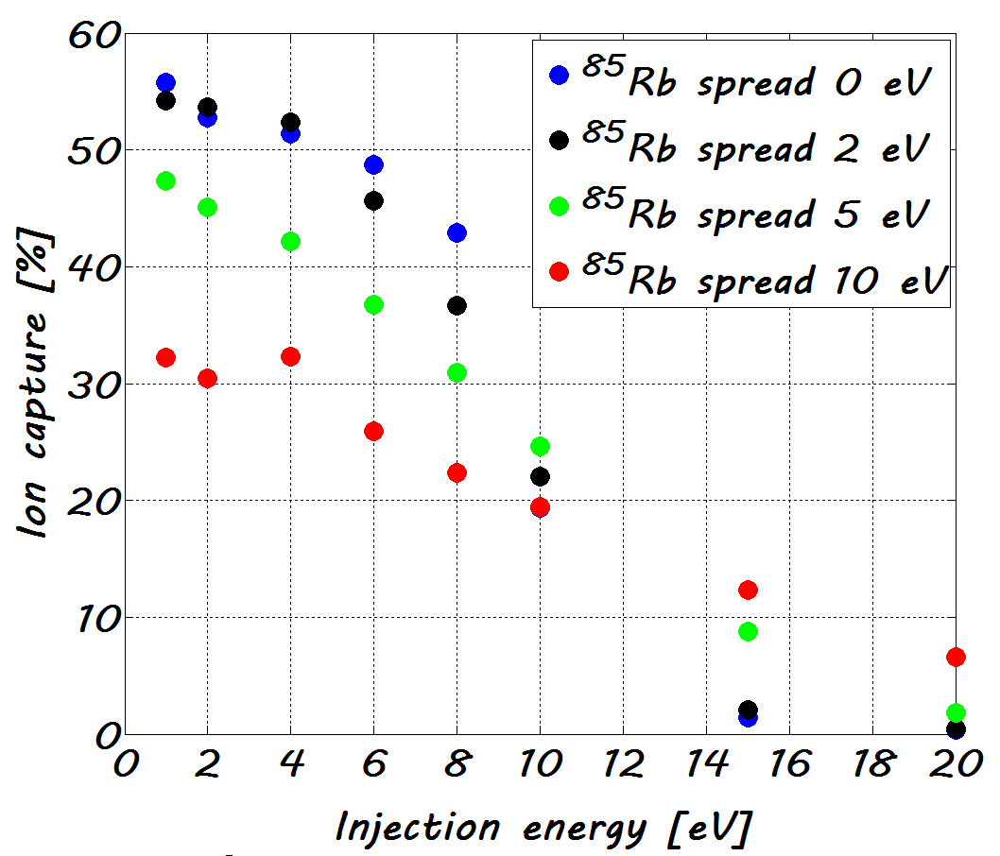 60
50
40
30
20
10
0
0 2 4 6 8 10 12 14 16 18 20
Ion capture [%]
Injection energy [eV]
⁸⁵Rb spread 0 eV
⁸⁵Rb spread 2 eV
⁸⁵Rb spread 5 eV
⁸⁵Rb spread 10 eV